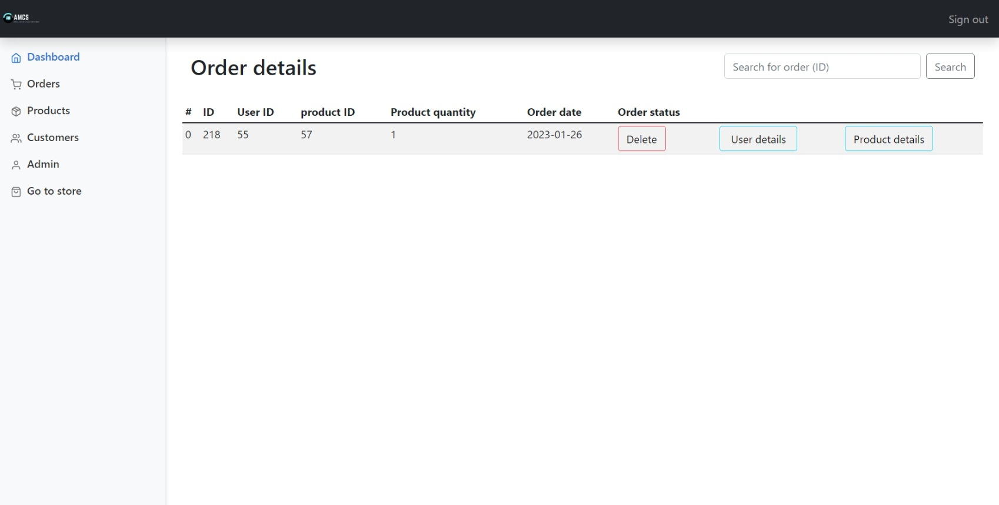 AMCS
Sign out
Dashboard
Orders
Products
Customers
Admin
Go to store
Order details
Search for order (ID)
Search
# ID User ID product ID Product quantity Order date Order status
0 218 55 57 1 2023-01-26 Delete User details Product details